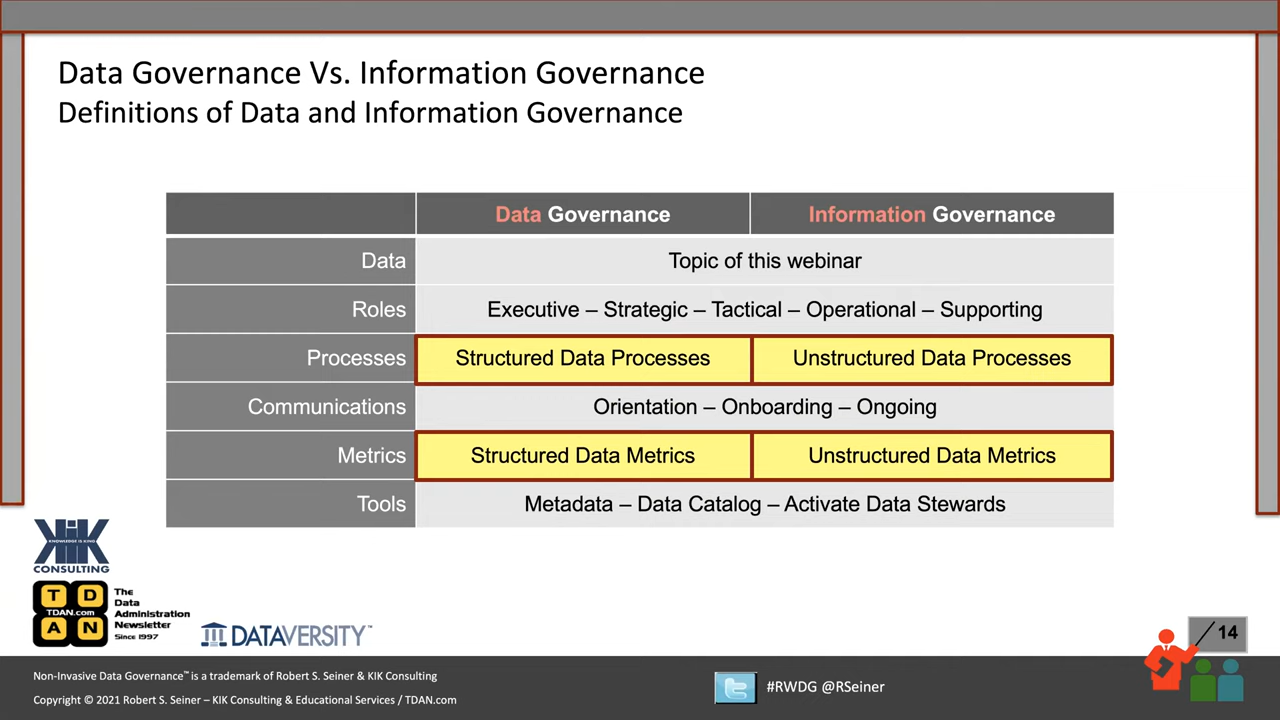 Data Governance Vs. Information Governance
Definitions of Data and Information Governance
Data Governance
Information Governance
Data
Topic of this webinar
Roles
Executive – Strategic – Tactical – Operational – Supporting
Processes
Structured Data Processes
Unstructured Data Processes
Communications
Orientation – Onboarding – Ongoing
Metrics
Structured Data Metrics
Unstructured Data Metrics
Tools
Metadata – Data Catalog – Activate Data Stewards
KIK
KNOWLEDGE IS KING
CONSULTING
T D
TDAN.com
A N
The
Data
Administration
Newsletter
Since 1997
DATAVERSITY™
14
Non-Invasive Data Governance™ is a trademark of Robert S. Seiner & KIK Consulting
Copyright © 2021 Robert S. Seiner – KIK Consulting & Educational Services / TDAN.com
#RWDG @RSeiner